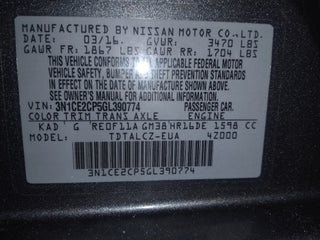 MANUFACTURED BY NISSAN MOTOR CO.,LTD.
DATE: 03/16. GVWR: 3470 LBS
GAWR FR: 1867 LBS GAWR RR: 1704 LBS
THIS VEHICLE CONFORMS TO ALL APPLICABLE FEDERAL MOTOR
VEHICLE SAFETY, BUMPER AND THEFT PREVENTION STANDARDS
IN EFFECT ON THE DATE OF MANUFACTURE SHOWN ABOVE.
SEE OWNER'S MANUAL FOR ADDITIONAL INFORMATION.
VIN: 3N1CE2CP5GL390774 PASSENGER CAR.
COLOR TRIM TRANS AXLE ENGINE
KAD G RE0F11A GM38 HR16DE 1598 CC
MODEL: TDTALCZ-EUA 4Z000
3N1CE2CP5GL390774